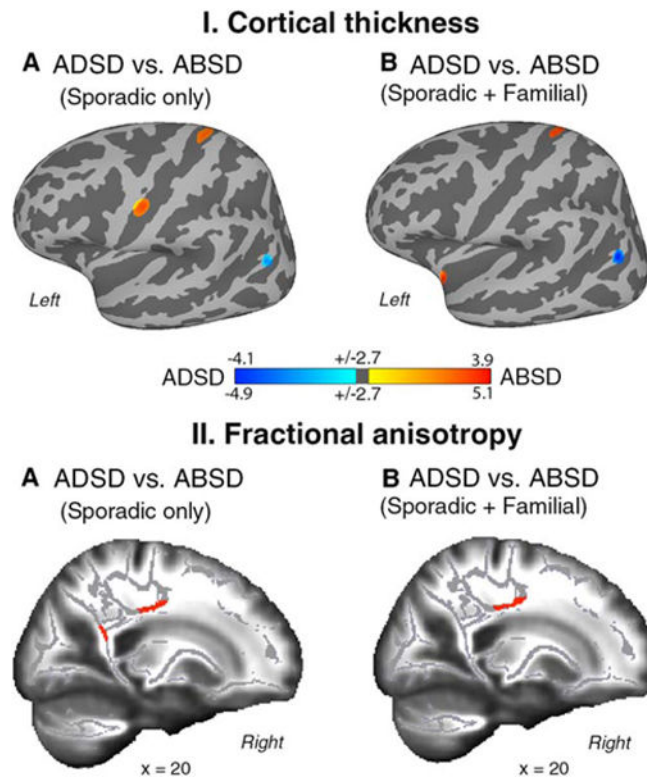 I. Cortical thickness
A ADSD vs. ABSD
(Sporadic only)
B ADSD vs. ABSD
(Sporadic + Familial)
Left
Left
-4.1 +/-2.7 3.9
ADSD ABSD
-4.9 +/-2.7 5.1
II. Fractional anisotropy
A ADSD vs. ABSD
(Sporadic only)
B ADSD vs. ABSD
(Sporadic + Familial)
Right
x = 20
Right
x = 20